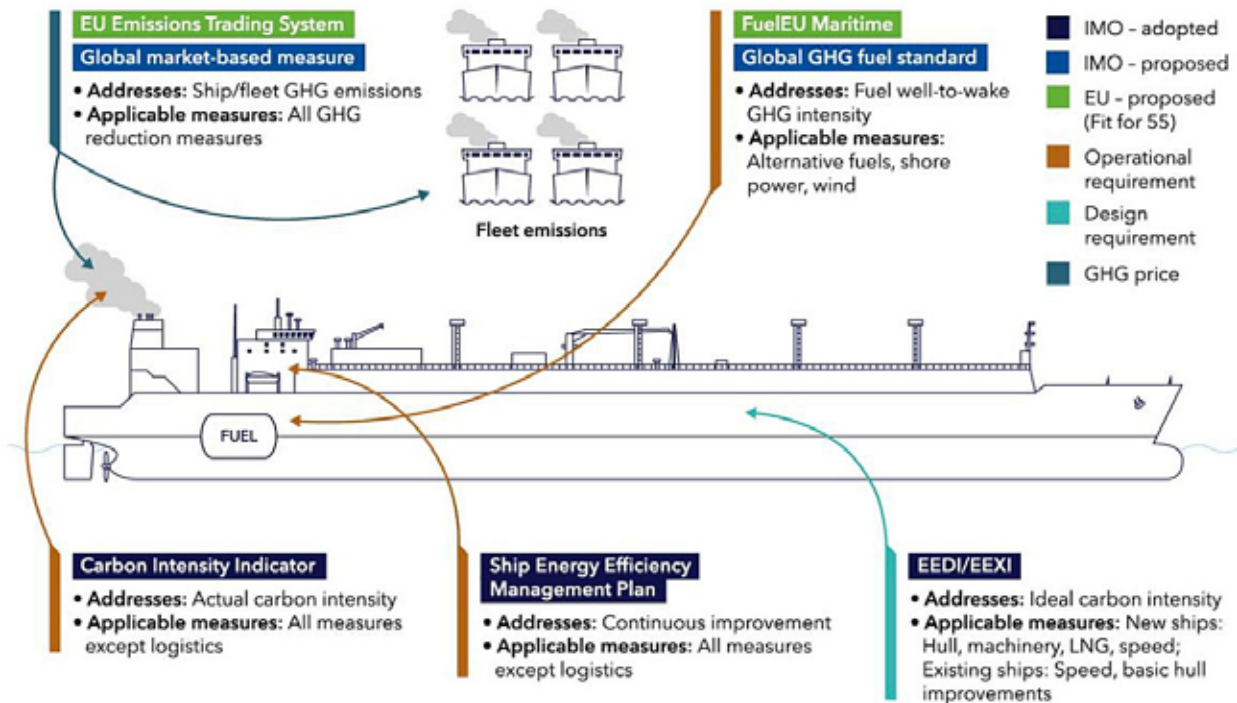 EU Emissions Trading System
Global market-based measure
• Addresses: Ship/fleet GHG emissions
• Applicable measures: All GHG
reduction measures
Fleet emissions
FuelEU Maritime
Global GHG fuel standard
• Addresses: Fuel well-to-wake
GHG intensity
• Applicable measures:
Alternative fuels, shore
power, wind
IMO – adopted
IMO – proposed
EU – proposed
(Fit for 55)
Operational
requirement
Design
requirement
GHG price
FUEL
Carbon Intensity Indicator
• Addresses: Actual carbon intensity
• Applicable measures: All measures
except logistics
Ship Energy Efficiency
Management Plan
• Addresses: Continuous improvement
• Applicable measures: All measures
except logistics
EEDI/EEXI
• Addresses: Ideal carbon intensity
• Applicable measures: New ships:
Hull, machinery, LNG, speed;
Existing ships: Speed, basic hull
improvements